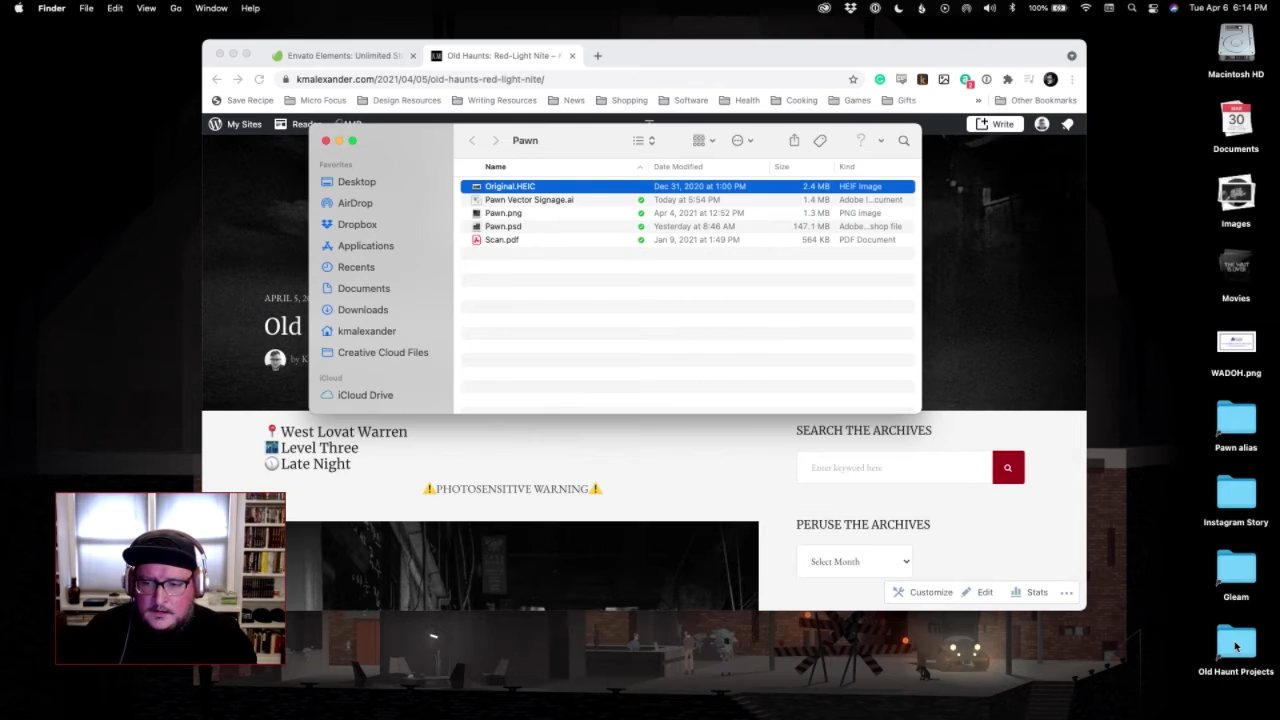 Finder File Edit View Go Window Help 100% Tue Apr 6 6:14 PM
Envato Elements: Unlimited St
Old Haunts: Red-Light Nite –
kmalexander.com/2021/04/05/old-haunts-red-light-nite/
Save Recipe Micro Focus Design Resources Writing Resources News Shopping Software Health Cooking Games Gifts » Other Bookmarks
My Sites Reader Write
Pawn
Favorites
Desktop
AirDrop
Dropbox
Applications
Recents
Documents
Downloads
kmalexander
Creative Cloud Files
iCloud
iCloud Drive
Name Date Modified Size Kind
Original.HEIC Dec 31, 2020 at 1:00 PM 2.4 MB HEIF Image
Pawn Vector Signage.ai Today at 5:54 PM 1.4 MB Adobe I...cument
Pawn.png Apr 4, 2021 at 12:52 PM 1.3 MB PNG image
Pawn.psd Yesterday at 8:46 AM 147.1 MB Adobe...shop file
Scan.pdf Jan 9, 2021 at 1:49 PM 564 KB PDF Document
APRIL 5, 20
Old
by K
West Lovat Warren
Level Three
Late Night
⚠️PHOTOSENSITIVE WARNING⚠️
SEARCH THE ARCHIVES
Enter keyword here
PERUSE THE ARCHIVES
Select Month
Customize Edit Stats ...
Macintosh HD
MAR
30
Documents
Images
Movies
WADOH.png
Pawn alias
Instagram Story
Gleam
Old Haunt Projects